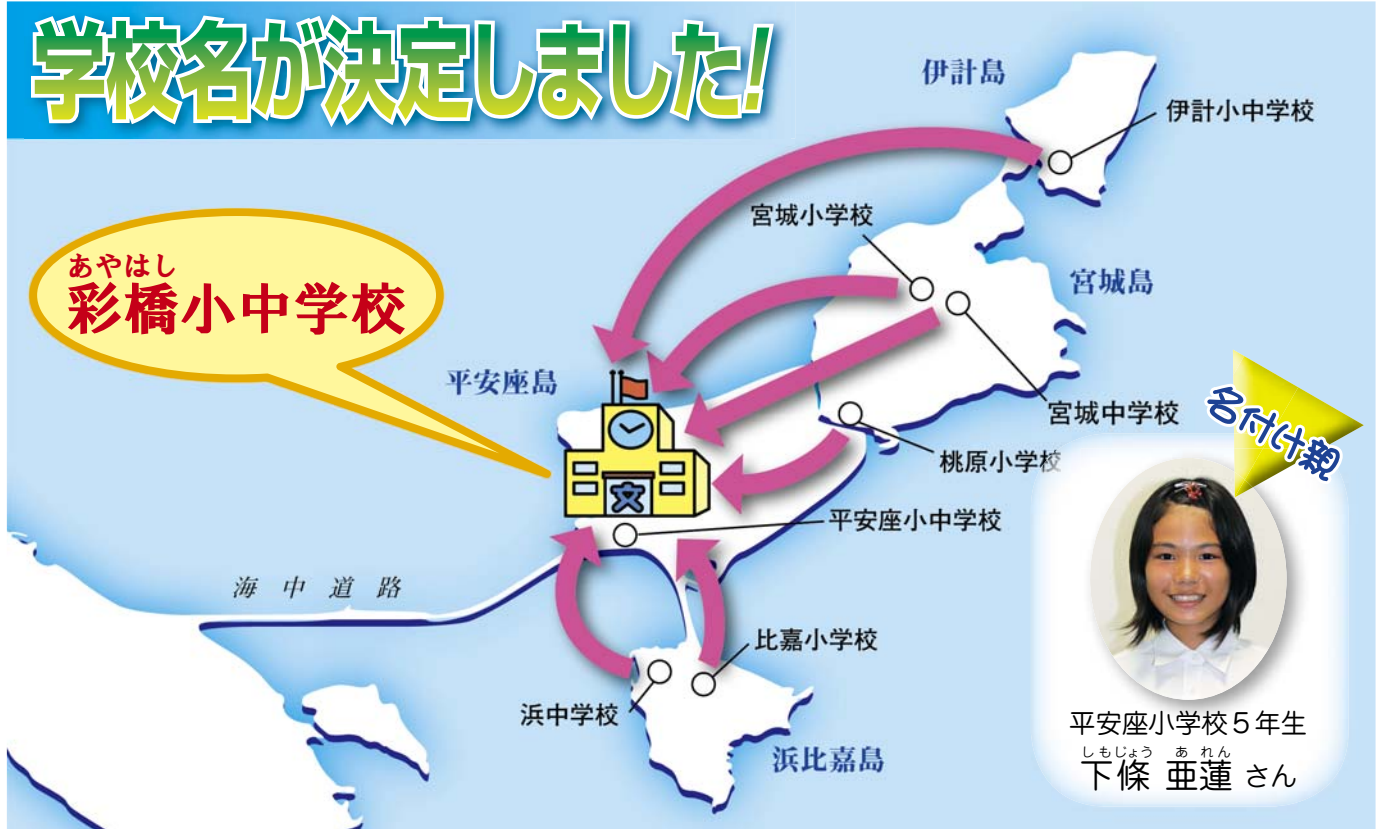 学校名が決定しました!
伊計島
伊計小中学校
宮城小学校
宮城島
あやはし
彩橋小中学校
平安座島
宮城中学校
名付け親
桃原小学校
文
平安座小中学校
海中道路
比嘉小学校
浜中学校
浜比嘉島
平安座小学校5年生
しもじょう あれん
下條 亜蓮 さん